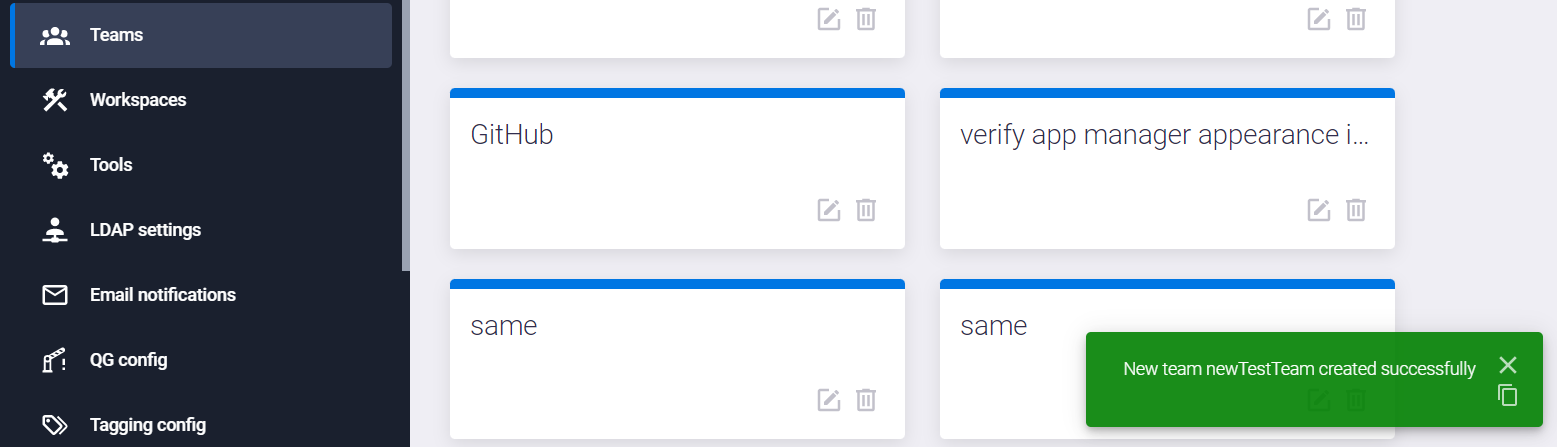 Teams
Workspaces
Tools
LDAP settings
Email notifications
QG config
Tagging config
GitHub
verify app manager appearance i...
same
same
New team newTestTeam created successfully